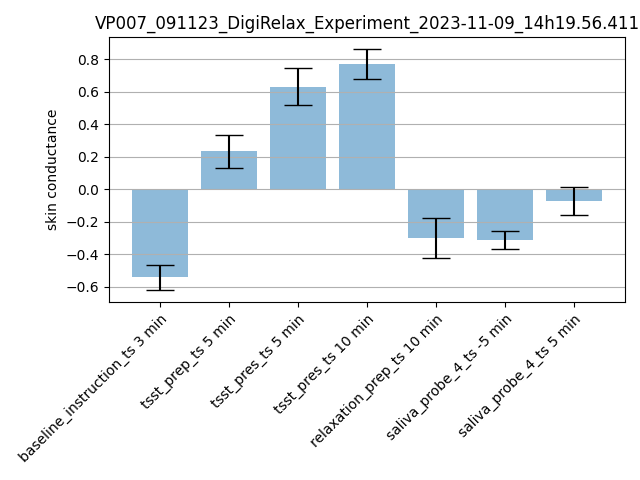 VP007_091123_DigiRelax_Experiment_2023-11-09_14h19.56.411
skin conductance
0.8
0.6
0.4
0.2
0.0
−0.2
−0.4
−0.6
baseline_instruction_ts 3 min
tsst_prep_ts 5 min
tsst_pres_ts 5 min
tsst_pres_ts 10 min
relaxation_prep_ts 10 min
saliva_probe_4_ts -5 min
saliva_probe_4_ts 5 min